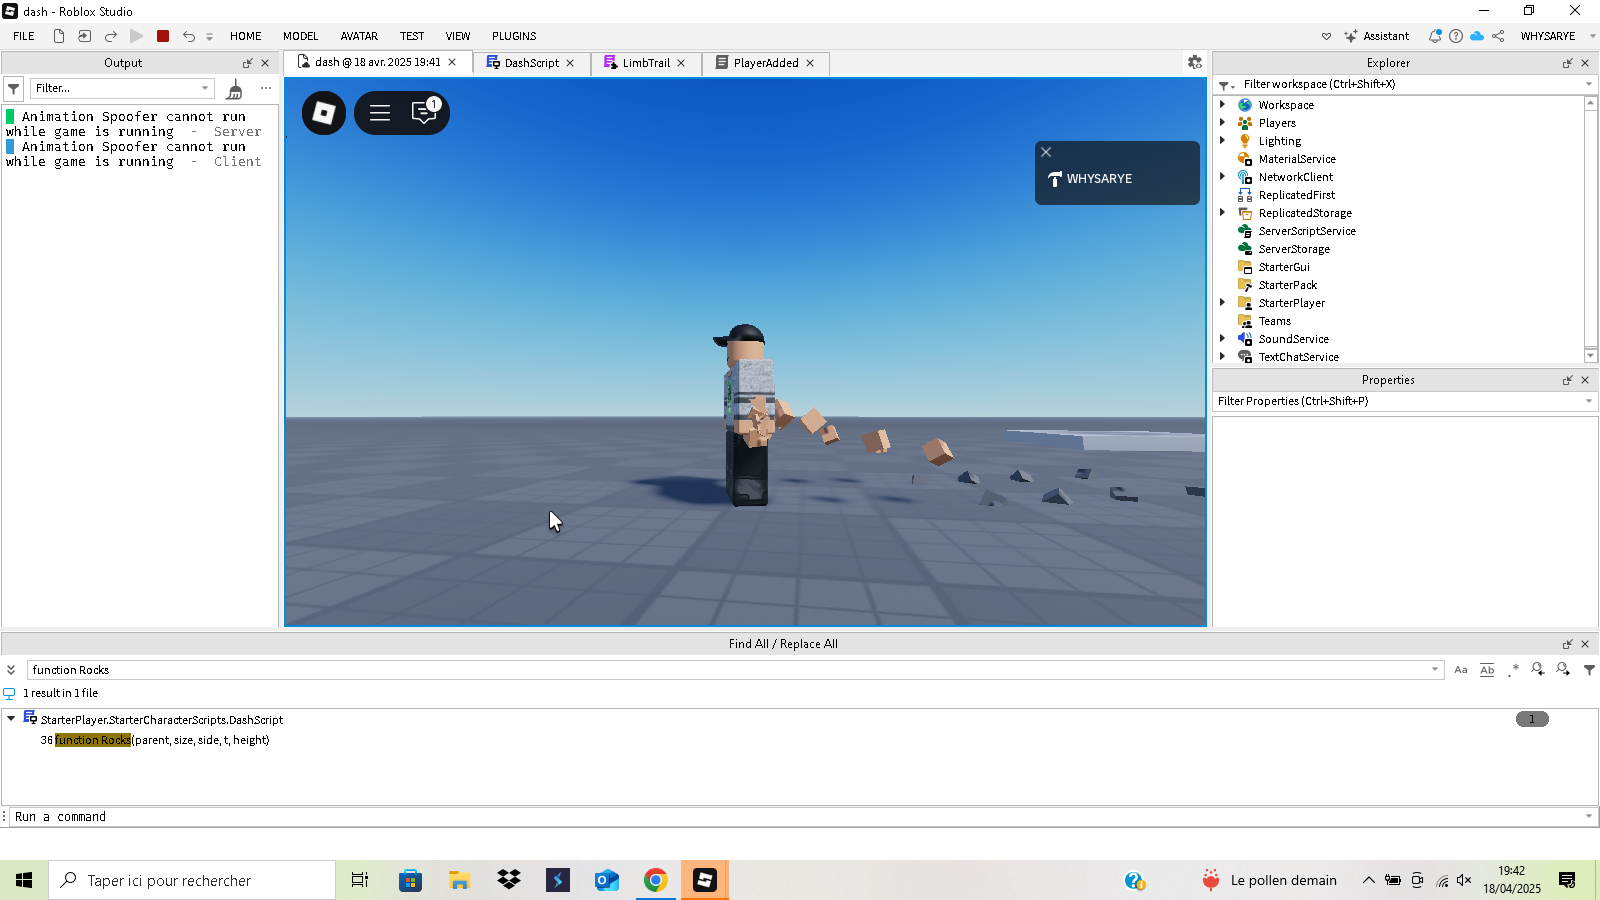 dash - Roblox Studio
FILE HOME MODEL AVATAR TEST VIEW PLUGINS Assistant WHYSARYE
Output
dash @ 18 avr. 2025 19:41
DashScript
LimbTrail
PlayerAdded
Explorer
Filter...
Filter workspace (Ctrl+Shift+X)
Animation Spoofer cannot run
while game is running - Server
Animation Spoofer cannot run
while game is running - Client
1
WHYSARYE
Workspace
Players
Lighting
MaterialService
NetworkClient
ReplicatedFirst
ReplicatedStorage
ServerScriptService
ServerStorage
StarterGui
StarterPack
StarterPlayer
Teams
SoundService
TextChatService
Properties
Filter Properties (Ctrl+Shift+P)
Find All / Replace All
function Rocks
Aa Ab .*
1 result in 1 file
StarterPlayer.StarterCharacterScripts.DashScript 1
36 function Rocks(parent, size, side, t, height)
Run a command
Taper ici pour rechercher
Le pollen demain
19:42
18/04/2025